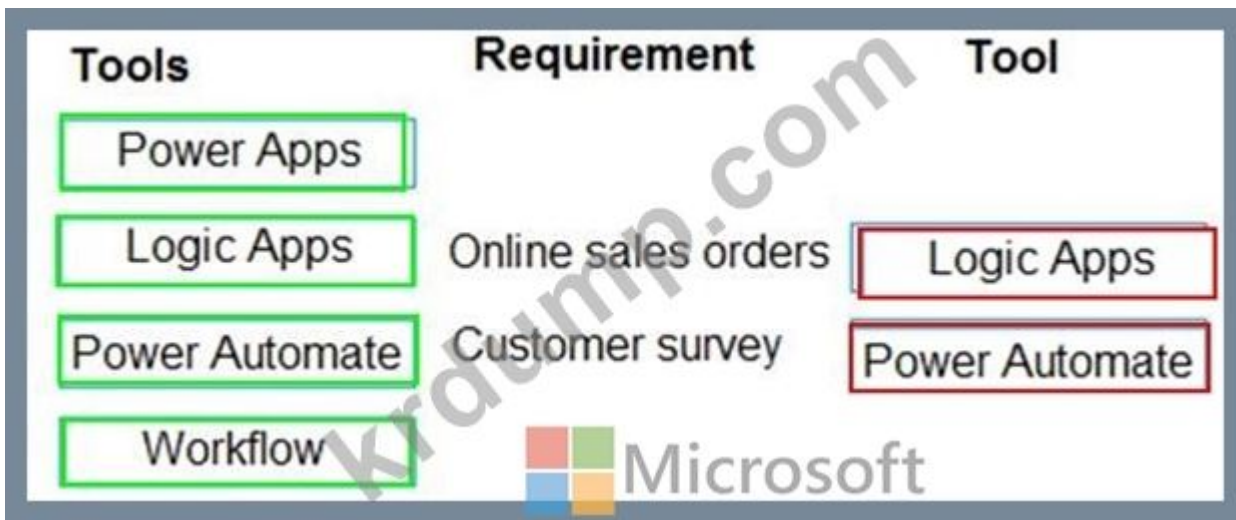 Tools Requirement Tool
Power Apps
Logic Apps Online sales orders Logic Apps
Power Automate Customer survey Power Automate
Workflow
krdump.com
Microsoft